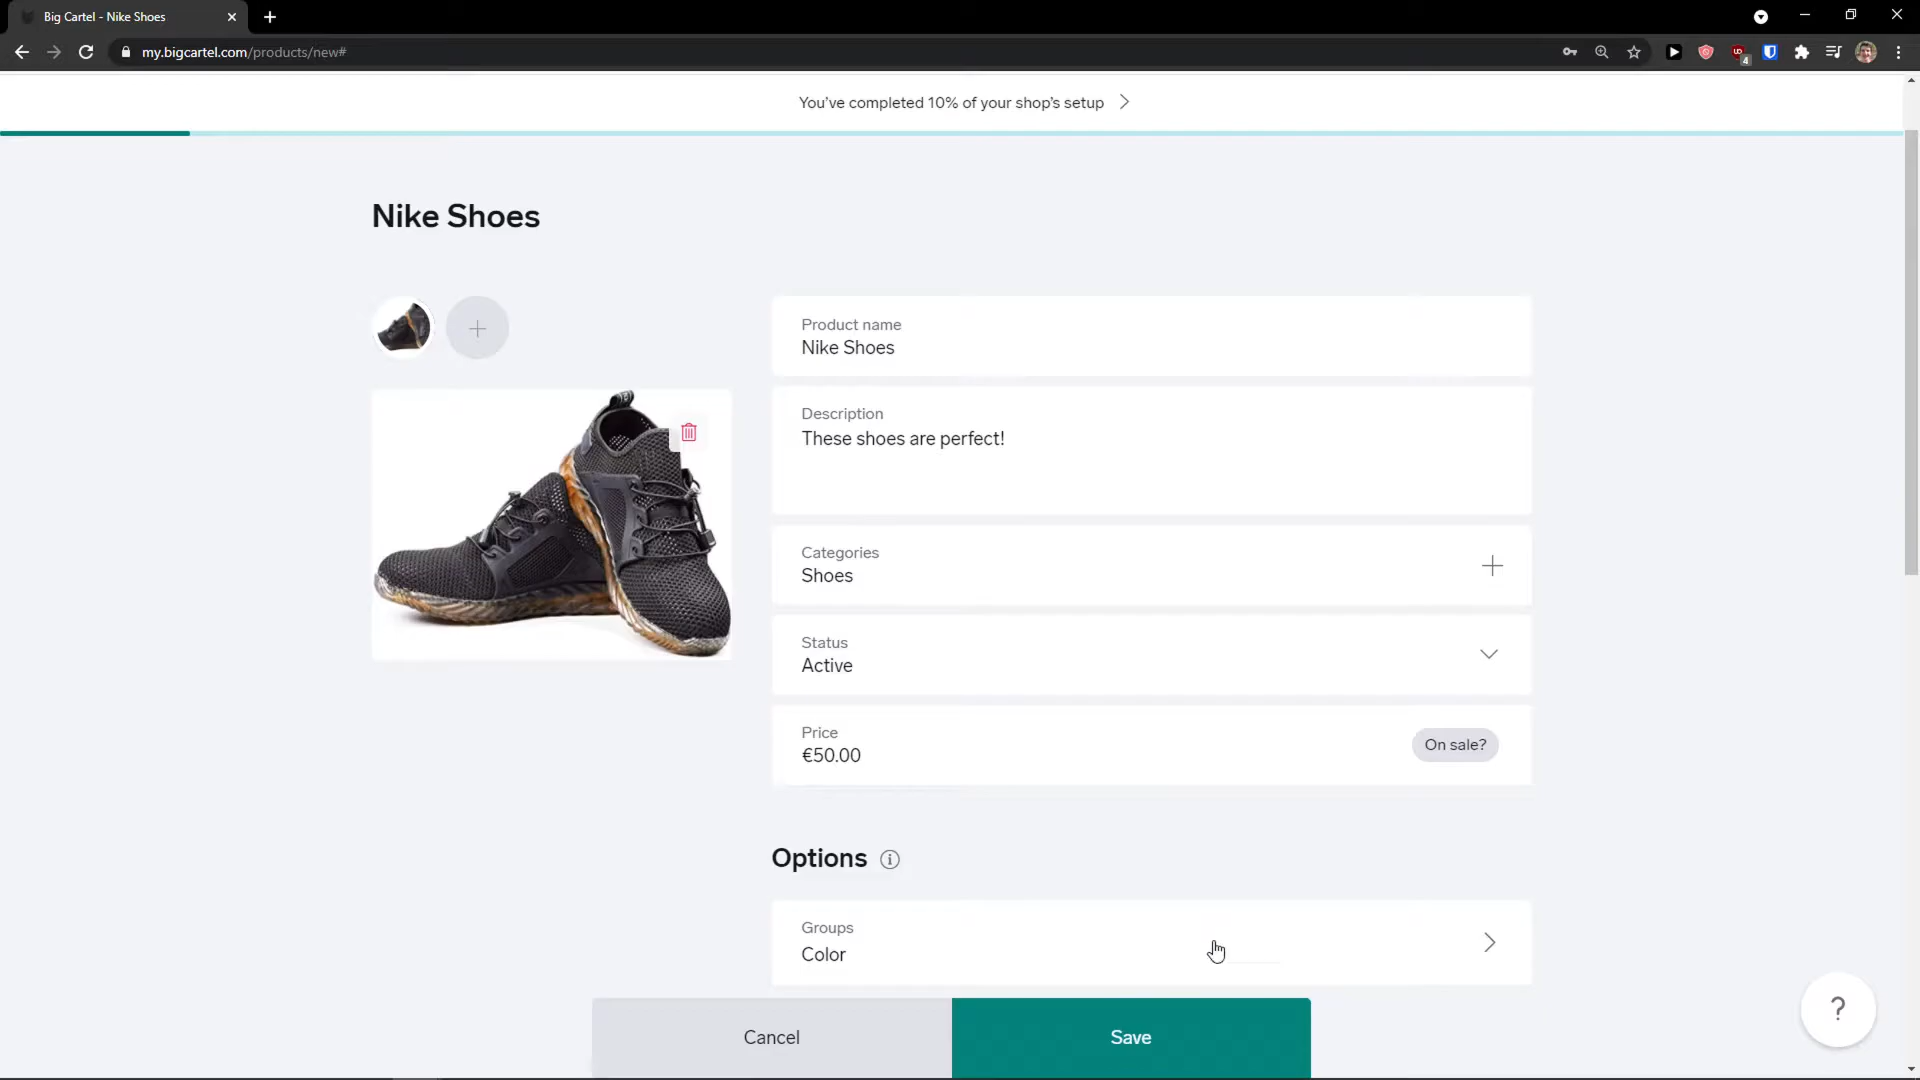 Big Cartel - Nike Shoes
my.bigcartel.com/products/new#
4
You've completed 10% of your shop's setup
Nike Shoes
Product name
Nike Shoes
Description
These shoes are perfect!
Categories
Shoes
Status
Active
Price
€50.00
On sale?
Options
Groups
Color
Cancel
Save
?